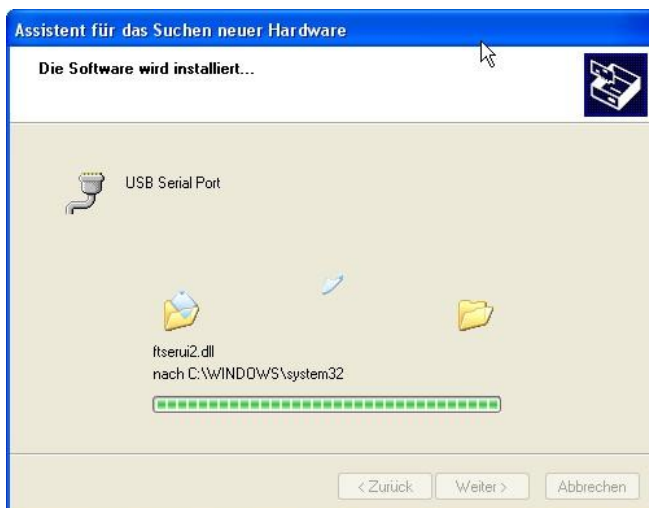 Assistent für das Suchen neuer Hardware
Die Software wird installiert...
USB Serial Port
ftserui2.dll
nach C:\WINDOWS\system32
< Zurück
Weiter >
Abbrechen